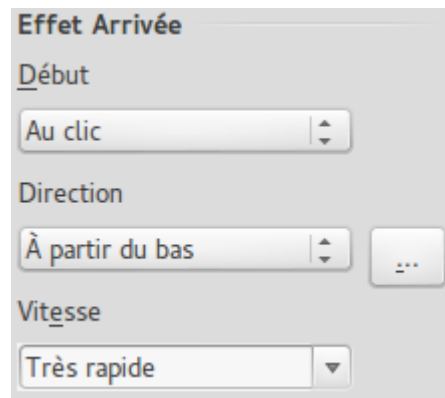 Effet Arrivée
Début
Au clic
Direction
À partir du bas
...
Vitesse
Très rapide